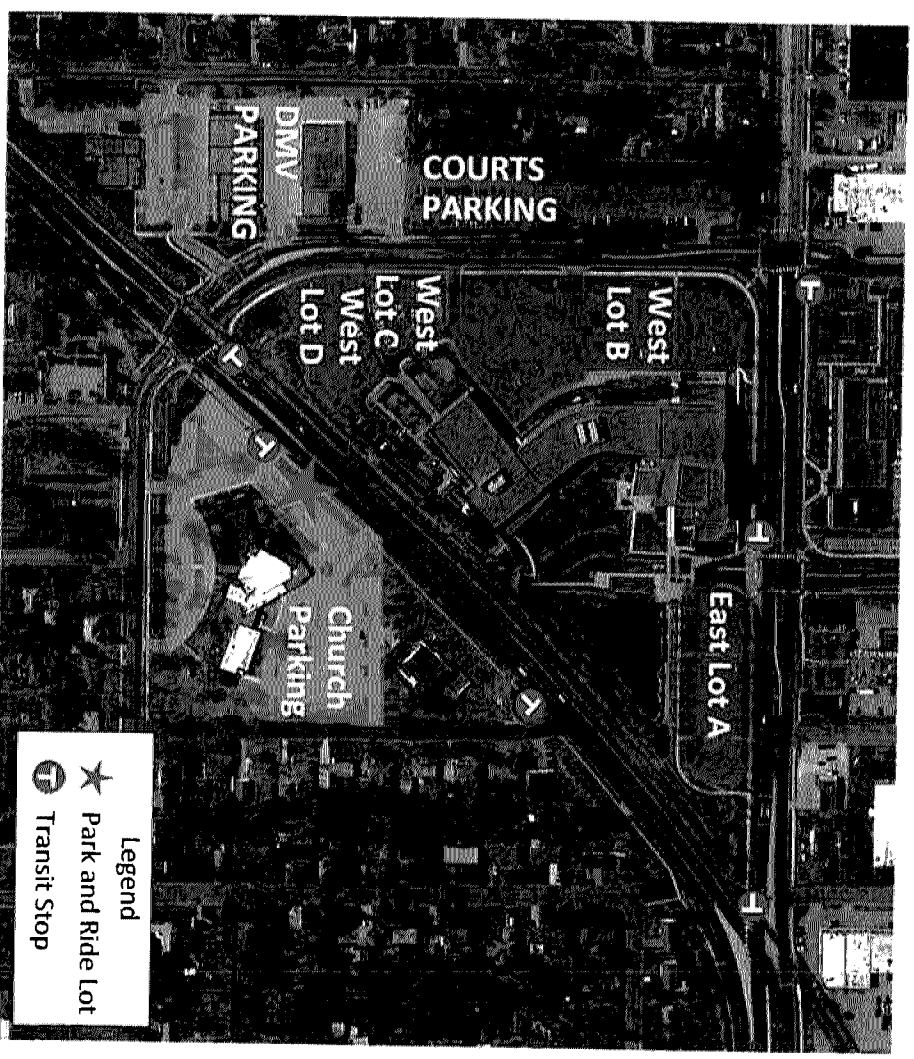 COURTS
PARKING
DMV
PARKING
West
Lot B
West
Lot C
West
Lot D
East Lot A
Church
Parking
Legend
Park and Ride Lot
T Transit Stop
T
T
T
T
T
T